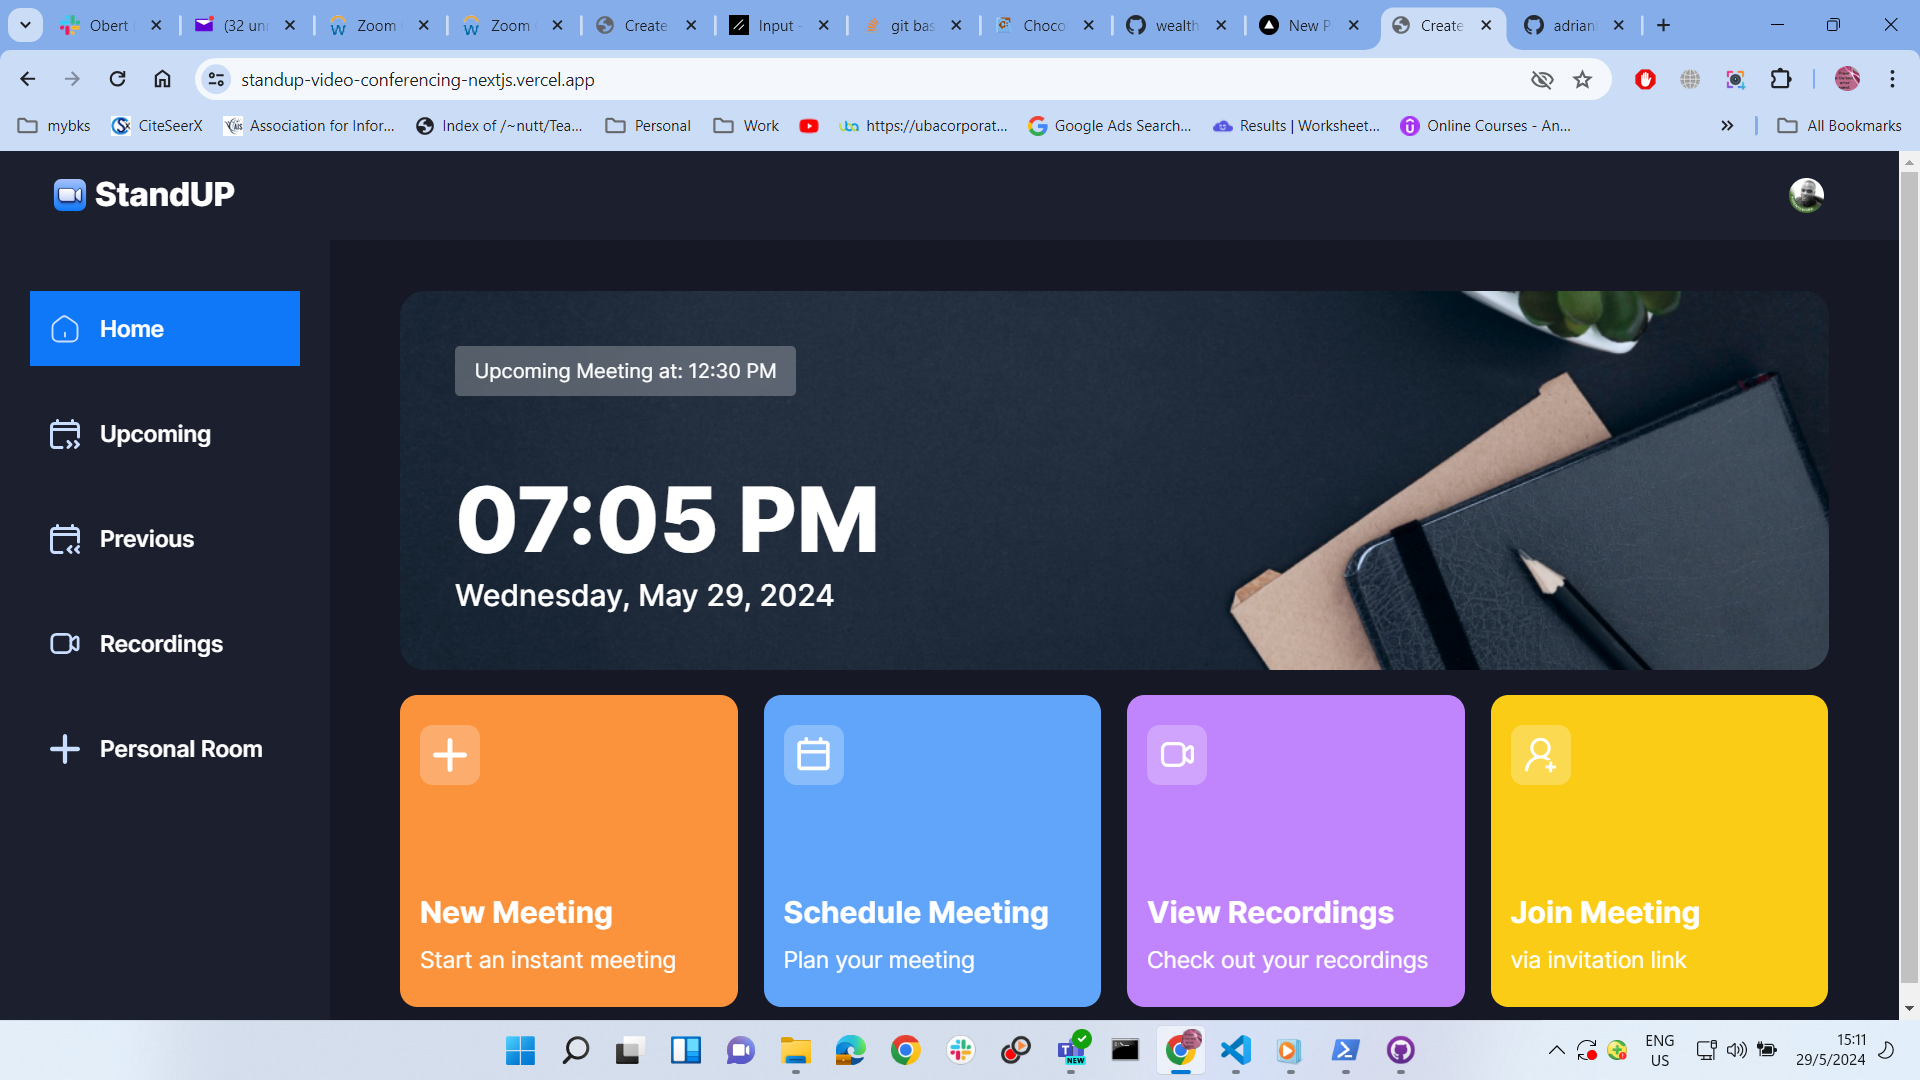 Obert
(32 unr
Zoom
Zoom
Create
Input -
git bas
Choco
wealth
New P
Create
adrian
standup-video-conferencing-nextjs.vercel.app
mybks
CiteSeerX
Association for Infor...
Index of /~nutt/Tea...
Personal
Work
https://ubacorporat...
Google Ads Search...
Results | Worksheet...
Online Courses - An...
All Bookmarks
StandUP
Home
Upcoming
Previous
Recordings
Personal Room
Upcoming Meeting at: 12:30 PM
07:05 PM
Wednesday, May 29, 2024
New Meeting
Start an instant meeting
Schedule Meeting
Plan your meeting
View Recordings
Check out your recordings
Join Meeting
via invitation link
NEW
ENG
US
15:11
29/5/2024